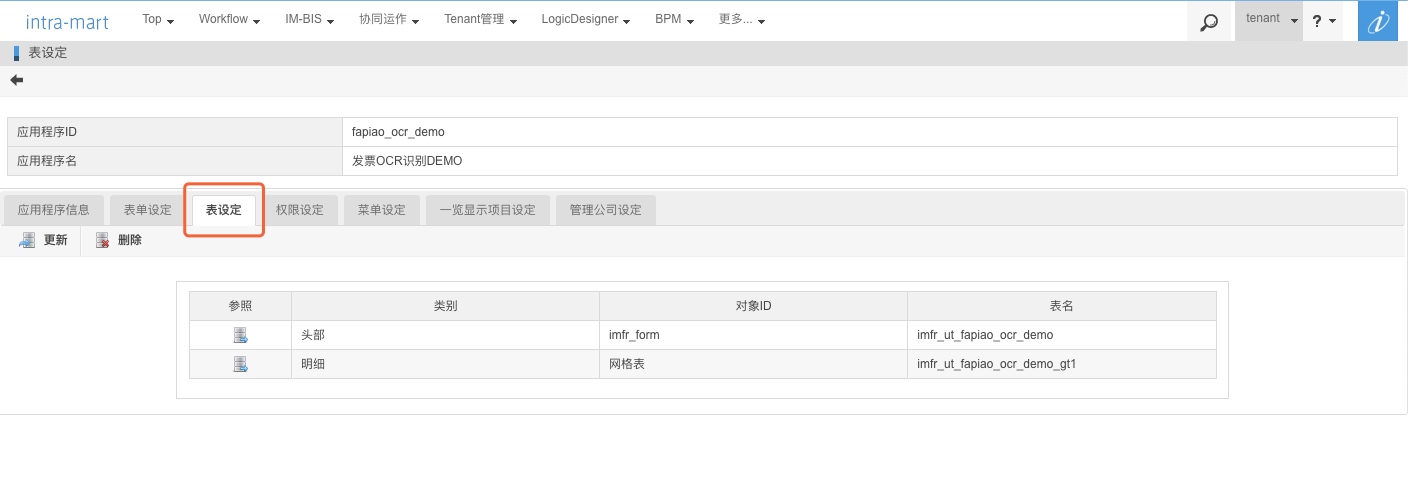 intra-mart Top Workflow IM-BIS 协同运作 Tenant管理 LogicDesigner BPM 更多... tenant ?
表设定
应用程序ID fapiao_ocr_demo
应用程序名 发票OCR识别DEMO
应用程序信息 表单设定 表设定 权限设定 菜单设定 一览显示项目设定 管理公司设定
更新 删除
参照 类别 对象ID 表名
头部 imfr_form imfr_ut_fapiao_ocr_demo
明细 网格表 imfr_ut_fapiao_ocr_demo_gt1